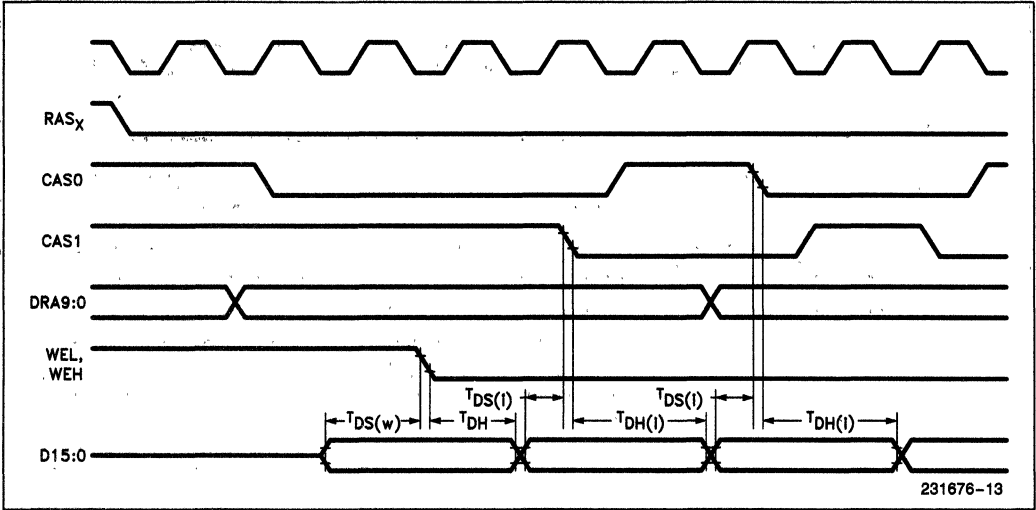 RASX
CAS0
CAS1
DRA9:0
WEL,
WEH
TDS(i) TDS(i)
TDS(w) TDH TDH(i) TDH(i)
D15:0
231676-13